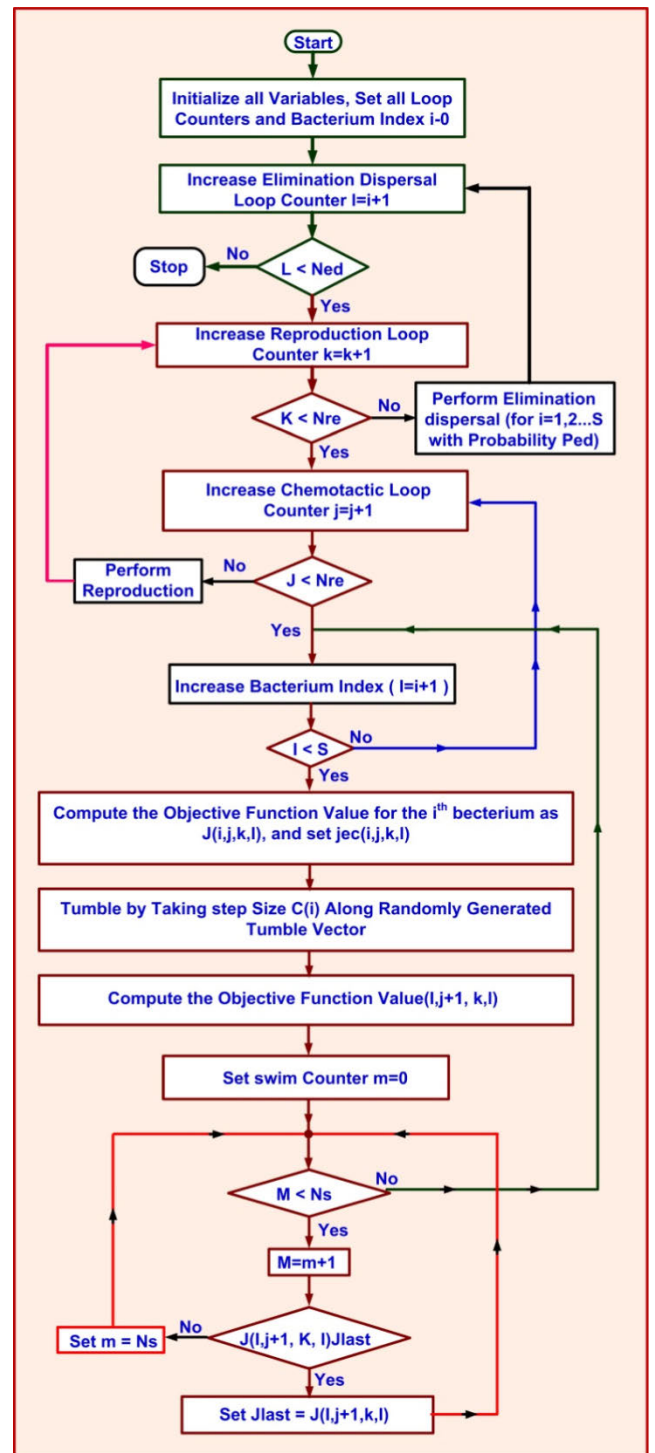 Start
Initialize all Variables, Set all Loop
Counters and Bacterium Index i-0
Increase Elimination Dispersal
Loop Counter I=i+1
No
Stop
L < Ned
Yes
Increase Reproduction Loop
Counter k=k+1
K < Nre
No
Perform Elimination
dispersal (for i=1,2...S
with Probability Ped)
Yes
Increase Chemotactic Loop
Counter j=j+1
Perform
Reproduction
No
J < Nre
Yes
Increase Bacterium Index ( I=i+1 )
I < S
No
Yes
Compute the Objective Function Value for the ith becterium as
J(i,j,k,l), and set jec(i,j,k,l)
Tumble by Taking step Size C(i) Along Randomly Generated
Tumble Vector
Compute the Objective Function Value(I,j+1, k,l)
Set swim Counter m=0
M < Ns
No
Yes
M=m+1
Set m = Ns
No
J(I,j+1, K, l)Jlast
Yes
Set Jlast = J(I,j+1,k,l)